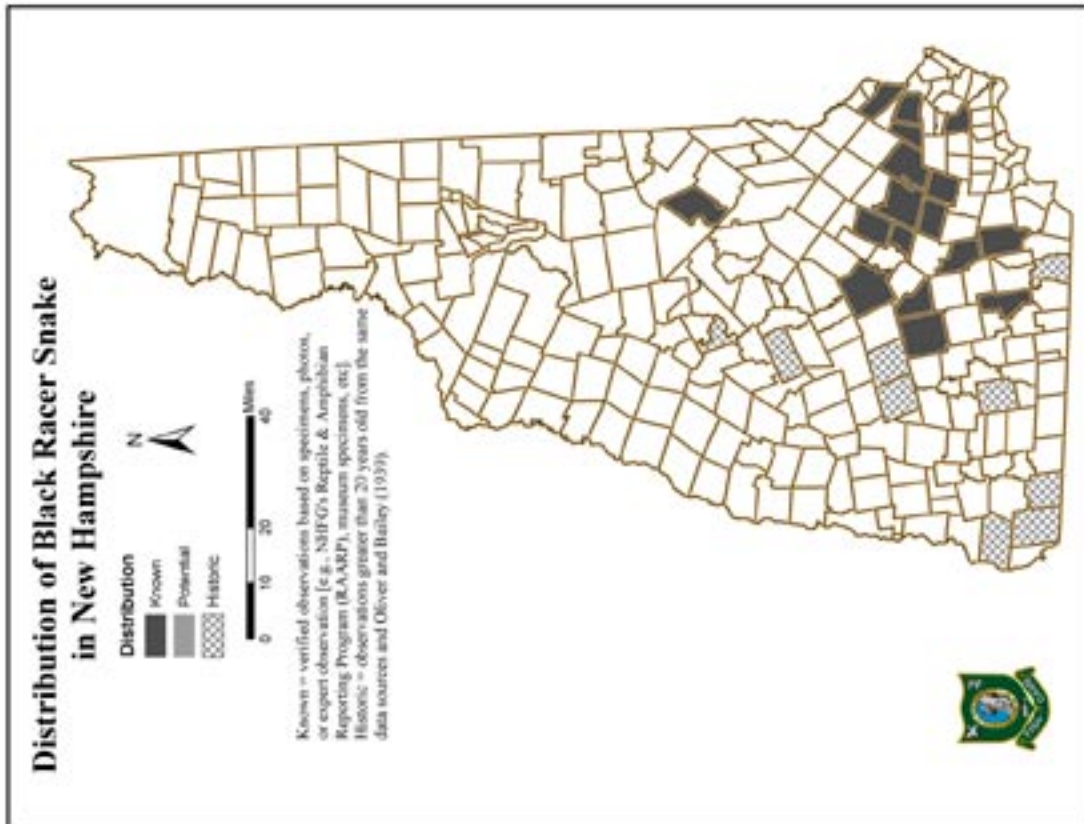 Distribution of Black Racer Snake
in New Hampshire
N
Distribution
Known
Potential
Historic
0 10 20 40
Miles
Known = verified observations based on specimens, photos,
or expert observation [e.g., NHFG's Reptile & Amphibian
Reporting Program (RAARP), museum specimens, etc].
Historic = observations greater than 20 years old from the same
data sources and Oliver and Bailey (1939).